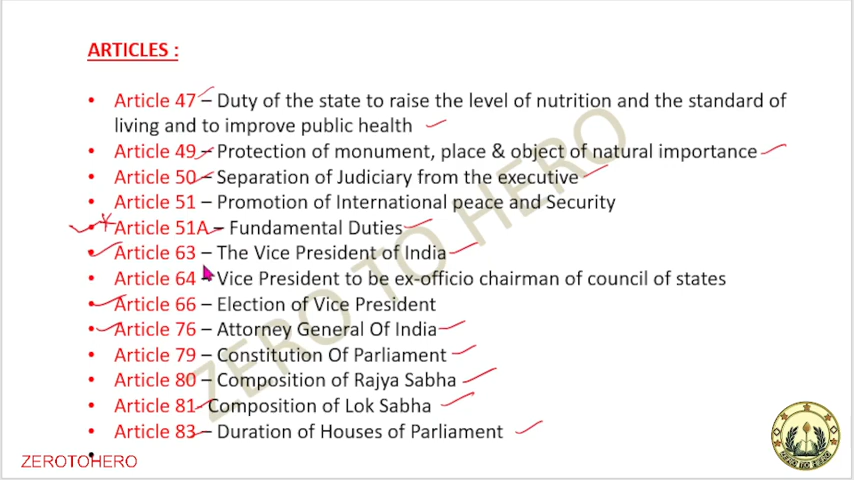 ARTICLES :
• Article 47 – Duty of the state to raise the level of nutrition and the standard of
living and to improve public health
• Article 49 – Protection of monument, place & object of natural importance
• Article 50 – Separation of Judiciary from the executive
• Article 51 – Promotion of International peace and Security
• Article 51A – Fundamental Duties
• Article 63 – The Vice President of India
• Article 64 – Vice President to be ex-officio chairman of council of states
• Article 66 – Election of Vice President
• Article 76 – Attorney General Of India
• Article 79 – Constitution Of Parliament
• Article 80 – Composition of Rajya Sabha
• Article 81- Composition of Lok Sabha
• Article 83 – Duration of Houses of Parliament
•
ZERO TO HERO
ZEROTOHERO
ZERO TO HERO